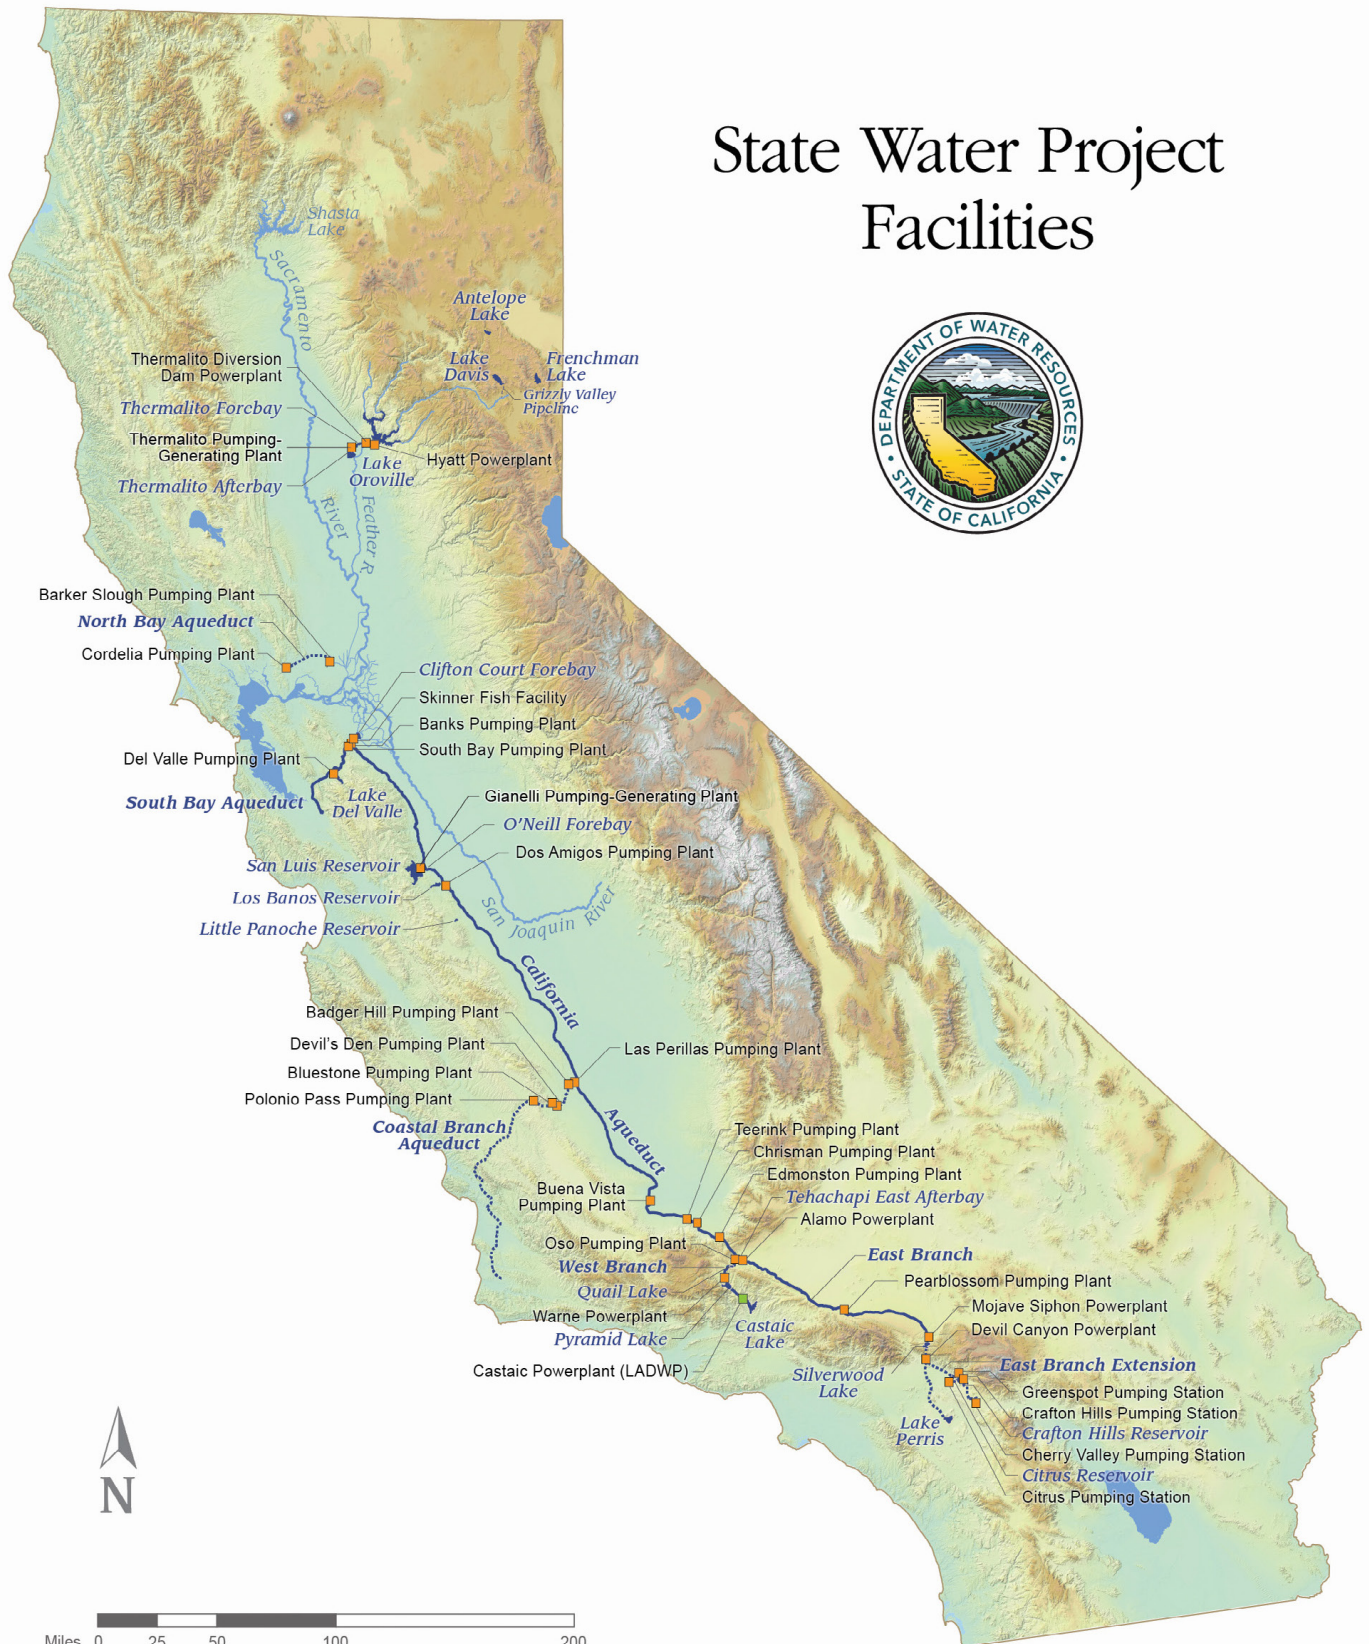 State Water Project
Facilities
DEPARTMENT OF WATER RESOURCES
• STATE OF CALIFORNIA •
Shasta
Lake
Sacramento
River
Antelope
Lake
Lake
Davis
Frenchman
Lake
Grizzly Valley
Pipeline
Thermalito Diversion
Dam Powerplant
Thermalito Forebay
Thermalito Pumping-
Generating Plant
Thermalito Afterbay
Lake
Oroville
Hyatt Powerplant
Feather R.
Barker Slough Pumping Plant
North Bay Aqueduct
Cordelia Pumping Plant
Clifton Court Forebay
Skinner Fish Facility
Banks Pumping Plant
South Bay Pumping Plant
Del Valle Pumping Plant
South Bay Aqueduct
Lake
Del Valle
Gianelli Pumping-Generating Plant
O'Neill Forebay
Dos Amigos Pumping Plant
San Luis Reservoir
Los Banos Reservoir
Little Panoche Reservoir
San Joaquin River
California
Aqueduct
Badger Hill Pumping Plant
Devil's Den Pumping Plant
Bluestone Pumping Plant
Polonio Pass Pumping Plant
Las Perillas Pumping Plant
Coastal Branch
Aqueduct
Teerink Pumping Plant
Chrisman Pumping Plant
Edmonston Pumping Plant
Tehachapi East Afterbay
Alamo Powerplant
Buena Vista
Pumping Plant
Oso Pumping Plant
West Branch
Quail Lake
Warne Powerplant
Pyramid Lake
Castaic Powerplant (LADWP)
Castaic
Lake
East Branch
Pearblossom Pumping Plant
Mojave Siphon Powerplant
Devil Canyon Powerplant
East Branch Extension
Silverwood
Lake
Lake
Perris
Greenspot Pumping Station
Crafton Hills Pumping Station
Crafton Hills Reservoir
Cherry Valley Pumping Station
Citrus Reservoir
Citrus Pumping Station
N
Miles 0 25 50 100 200